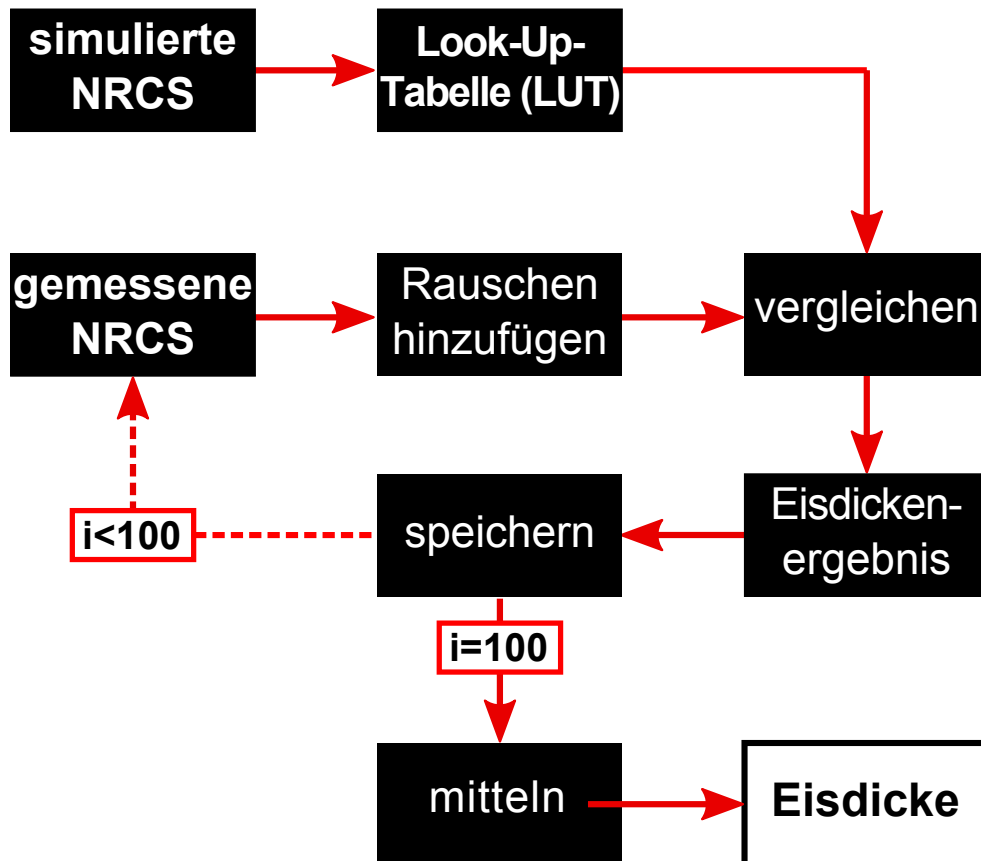 simulierte
NRCS
Look-Up-
Tabelle (LUT)
gemessene
NRCS
Rauschen
hinzufügen
vergleichen
i<100
speichern
Eisdicken-
ergebnis
i=100
mitteln
Eisdicke